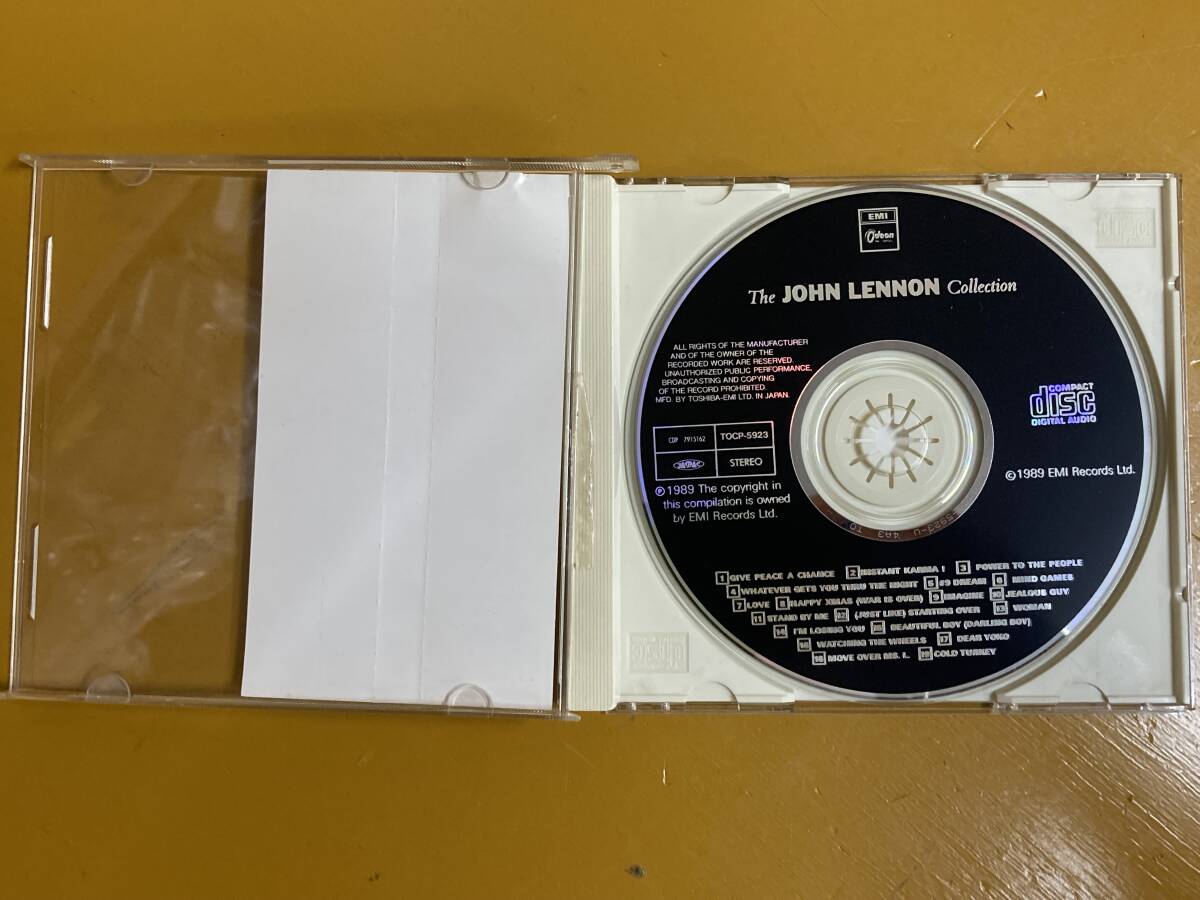 EMI
Odeon
The JOHN LENNON Collection
ALL RIGHTS OF THE MANUFACTURER
AND OF THE OWNER OF THE
RECORDED WORK ARE RESERVED.
UNAUTHORIZED PUBLIC PERFORMANCE,
BROADCASTING AND COPYING
OF THE RECORD PROHIBITED.
MFD. BY TOSHIBA-EMI LTD. IN JAPAN.
CDP 7915162
TOCP-5923
JASRAC
STEREO
Ⓟ1989 The copyright in
this compilation is owned
by EMI Records Ltd.
COMPACT
disc
DIGITAL AUDIO
©1989 EMI Records Ltd.
1 GIVE PEACE A CHANCE 2 INSTANT KARMA! 3 POWER TO THE PEOPLE
4 WHATEVER GETS YOU THRU THE NIGHT 5 #9 DREAM 6 MIND GAMES
7 LOVE 8 HAPPY XMAS (WAR IS OVER) 9 IMAGINE 10 JEALOUS GUY
11 STAND BY ME 12 (JUST LIKE) STARTING OVER 13 WOMAN
14 I'M LOSING YOU 15 BEAUTIFUL BOY (DARLING BOY)
16 WATCHING THE WHEELS 17 DEAR YOKO
18 MOVE OVER MS. L. 19 COLD TURKEY
disc
disc